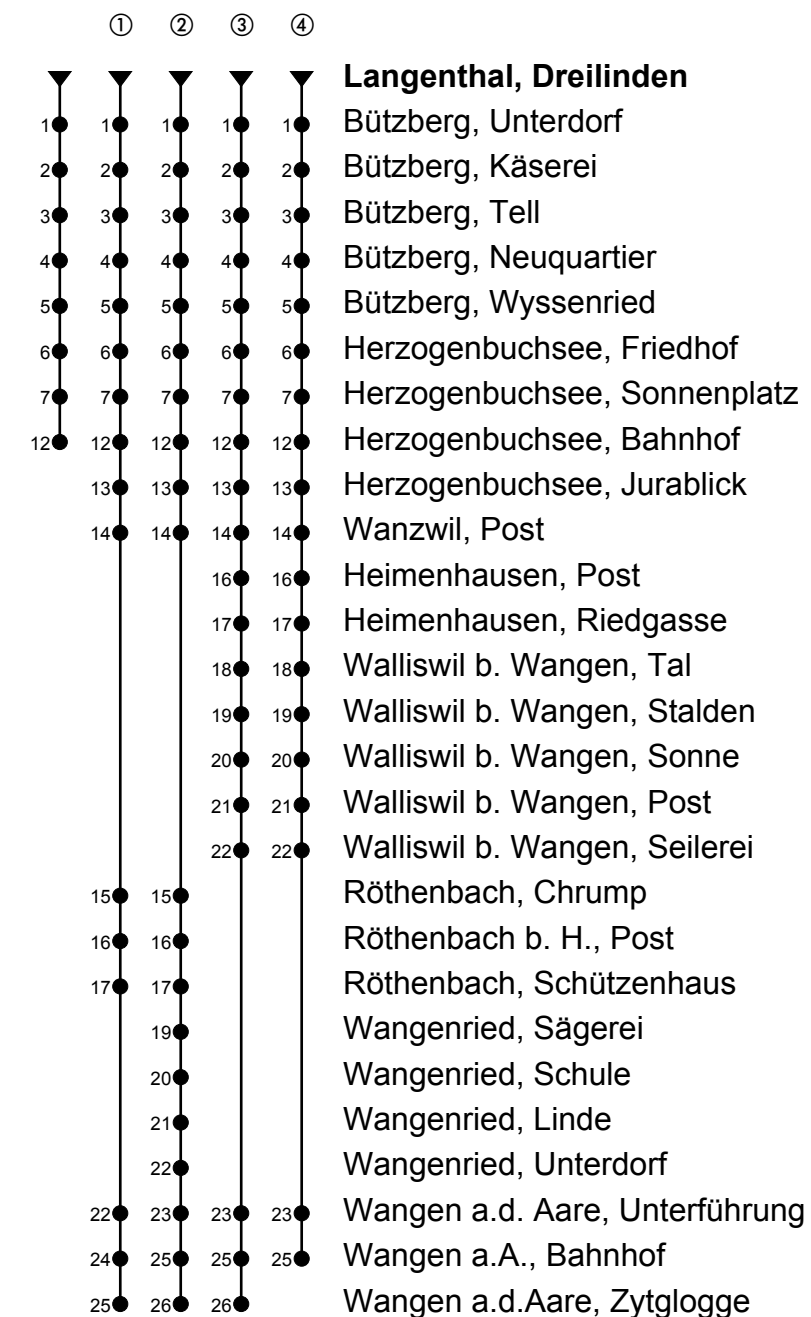 ① ② ③ ④
Langenthal, Dreilinden
1 1 1 1 1 Bützberg, Unterdorf
2 2 2 2 2 Bützberg, Käserei
3 3 3 3 3 Bützberg, Tell
4 4 4 4 4 Bützberg, Neuquartier
5 5 5 5 5 Bützberg, Wyssenried
6 6 6 6 6 Herzogenbuchsee, Friedhof
7 7 7 7 7 Herzogenbuchsee, Sonnenplatz
12 12 12 12 12 Herzogenbuchsee, Bahnhof
13 13 13 13 Herzogenbuchsee, Jurablick
14 14 14 14 Wanzwil, Post
16 16 Heimenhausen, Post
17 17 Heimenhausen, Riedgasse
18 18 Walliswil b. Wangen, Tal
19 19 Walliswil b. Wangen, Stalden
20 20 Walliswil b. Wangen, Sonne
21 21 Walliswil b. Wangen, Post
22 22 Walliswil b. Wangen, Seilerei
15 15 Röthenbach, Chrump
16 16 Röthenbach b. H., Post
17 17 Röthenbach, Schützenhaus
19 Wangenried, Sägerei
20 Wangenried, Schule
21 Wangenried, Linde
22 Wangenried, Unterdorf
22 23 23 23 Wangen a.d. Aare, Unterführung
24 25 25 25 Wangen a.A., Bahnhof
25 26 26 Wangen a.d.Aare, Zytglogge